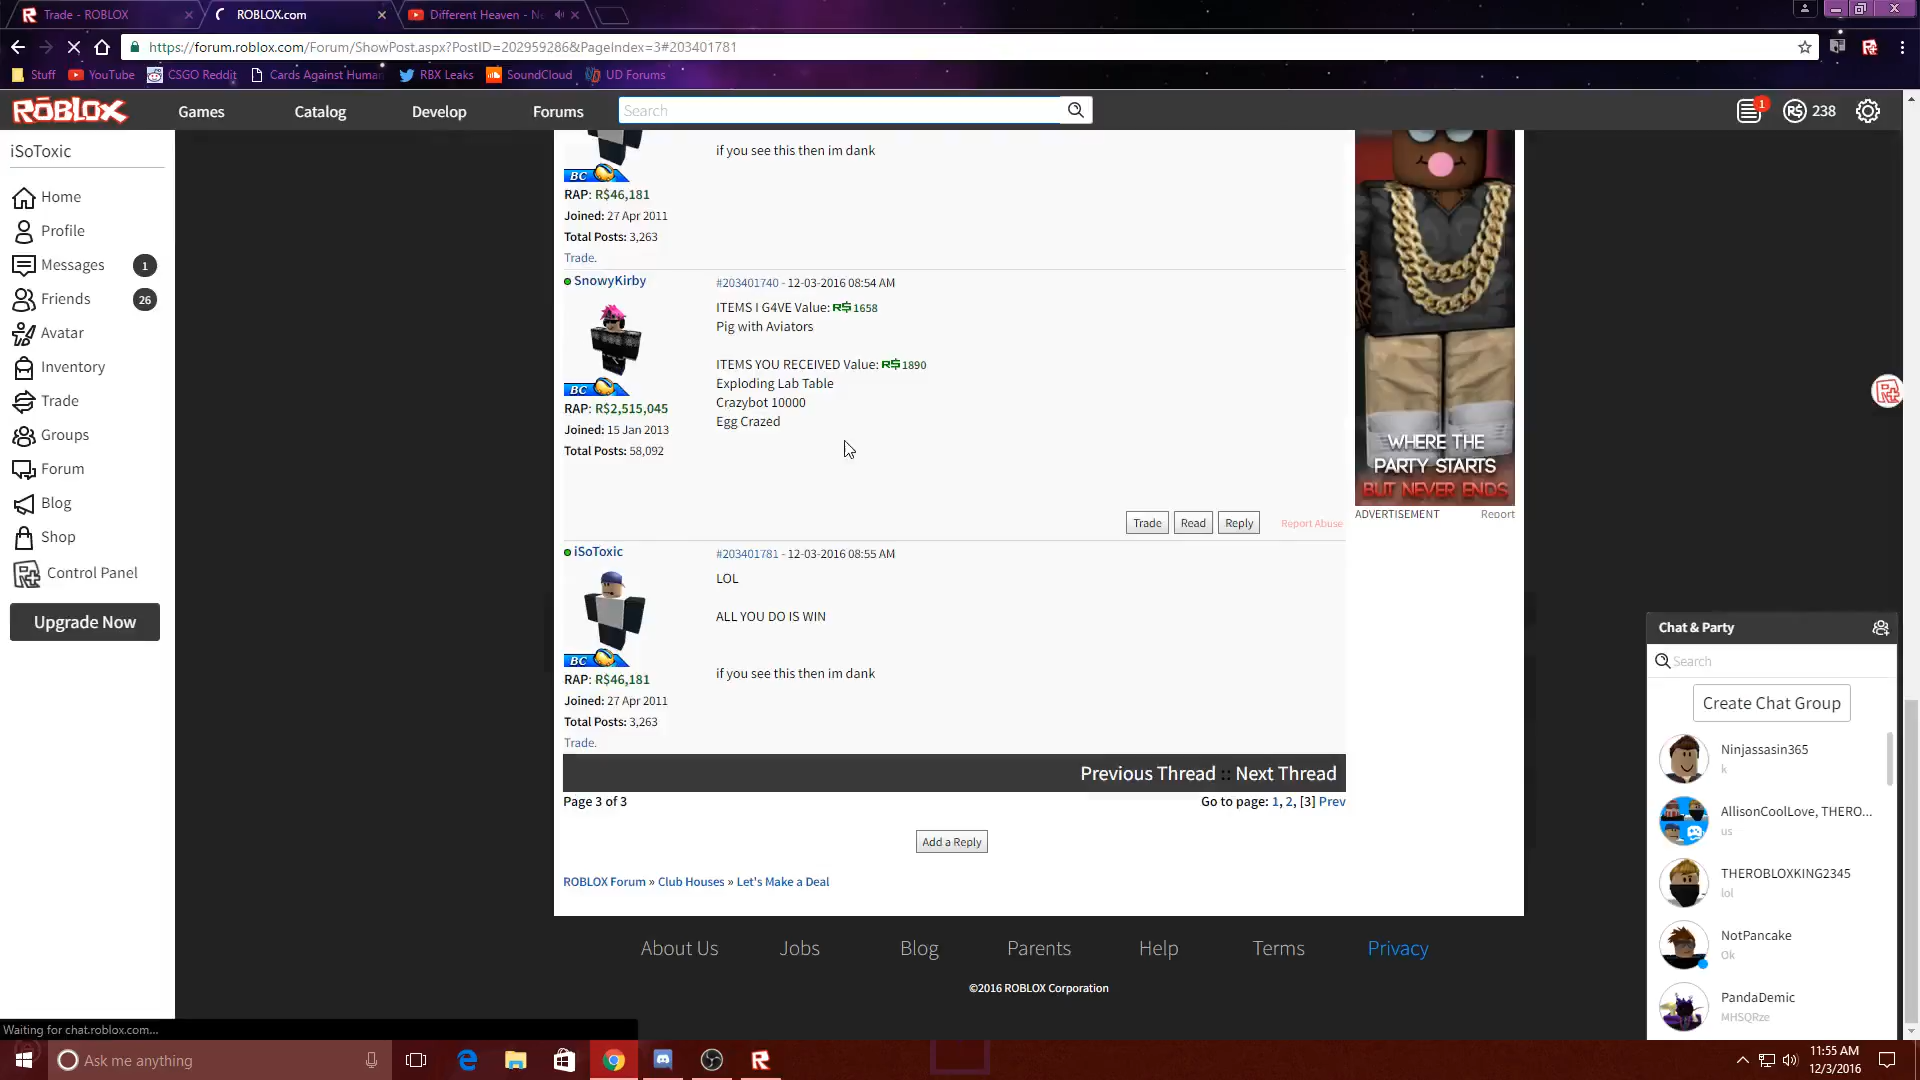 Trade - ROBLOX
ROBLOX.com
Different Heaven - N
https://forum.roblox.com/Forum/ShowPost.aspx?PostID=202959286&PageIndex=3#203401781
Stuff
YouTube
CSGO Reddit
Cards Against Human
RBX Leaks
SoundCloud
UD Forums
ROBLOX
Games
Catalog
Develop
Forums
Search
1
R$ 238
iSoToxic
Home
Profile
Messages 1
Friends 26
Avatar
Inventory
Trade
Groups
Forum
Blog
Shop
Control Panel
Upgrade Now
if you see this then im dank
BC
RAP: R$46,181
Joined: 27 Apr 2011
Total Posts: 3,263
Trade.
SnowyKirby
#203401740 - 12-03-2016 08:54 AM
ITEMS I G4VE Value: R$ 1658
Pig with Aviators
ITEMS YOU RECEIVED Value: R$ 1890
Exploding Lab Table
Crazybot 10000
Egg Crazed
BC
RAP: R$2,515,045
Joined: 15 Jan 2013
Total Posts: 58,092
Trade
Read
Reply
Report Abuse
iSoToxic
#203401781 - 12-03-2016 08:55 AM
LOL
ALL YOU DO IS WIN
if you see this then im dank
BC
RAP: R$46,181
Joined: 27 Apr 2011
Total Posts: 3,263
Trade.
Previous Thread :: Next Thread
Page 3 of 3
Go to page: 1, 2, [3] Prev
Add a Reply
ROBLOX Forum » Club Houses » Let's Make a Deal
WHERE THE
PARTY STARTS
BUT NEVER ENDS
ADVERTISEMENT
Report
Chat & Party
Search
Create Chat Group
Ninjassasin365
k
AllisonCoolLove, THERO...
us
THEROBLOXKING2345
lol
NotPancake
Ok
PandaDemic
MHSQRze
About Us
Jobs
Blog
Parents
Help
Terms
Privacy
©2016 ROBLOX Corporation
Waiting for chat.roblox.com...
Ask me anything
11:55 AM
12/3/2016